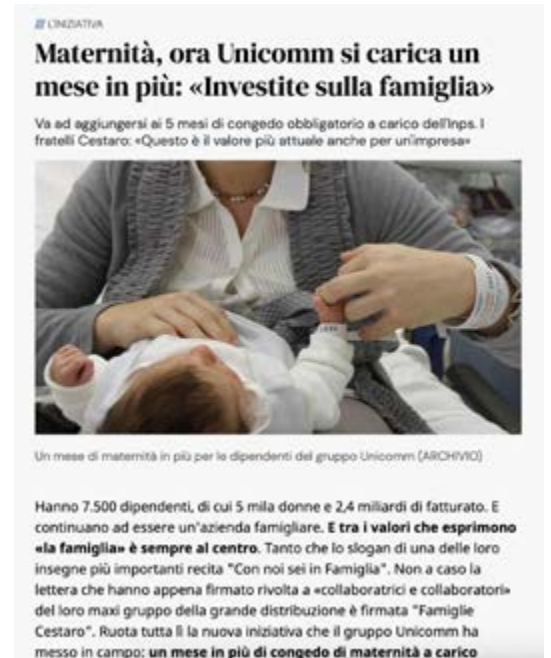 L'INIZIATIVA
Maternità, ora Unicomm si carica un
mese in più: «Investite sulla famiglia»
Va ad aggiungersi ai 5 mesi di congedo obbligatorio a carico dell'Inps. I
fratelli Cestaro: «Questo è il valore più attuale anche per un'impresa»
Un mese di maternità in più per le dipendenti del gruppo Unicomm (ARCHIVIO)
Hanno 7.500 dipendenti, di cui 5 mila donne e 2,4 miliardi di fatturato. E
continuano ad essere un'azienda famigliare. E tra i valori che esprimono
«la famiglia» è sempre al centro. Tanto che lo slogan di una delle loro
insegne più importanti recita "Con noi sei in Famiglia". Non a caso la
lettera che hanno appena firmato rivolta a «collaboratrici e collaboratori»
del loro maxi gruppo della grande distribuzione è firmata "Famiglie
Cestaro". Ruota tutta lì la nuova iniziativa che il gruppo Unicomm ha
messo in campo: un mese in più di congedo di maternità a carico